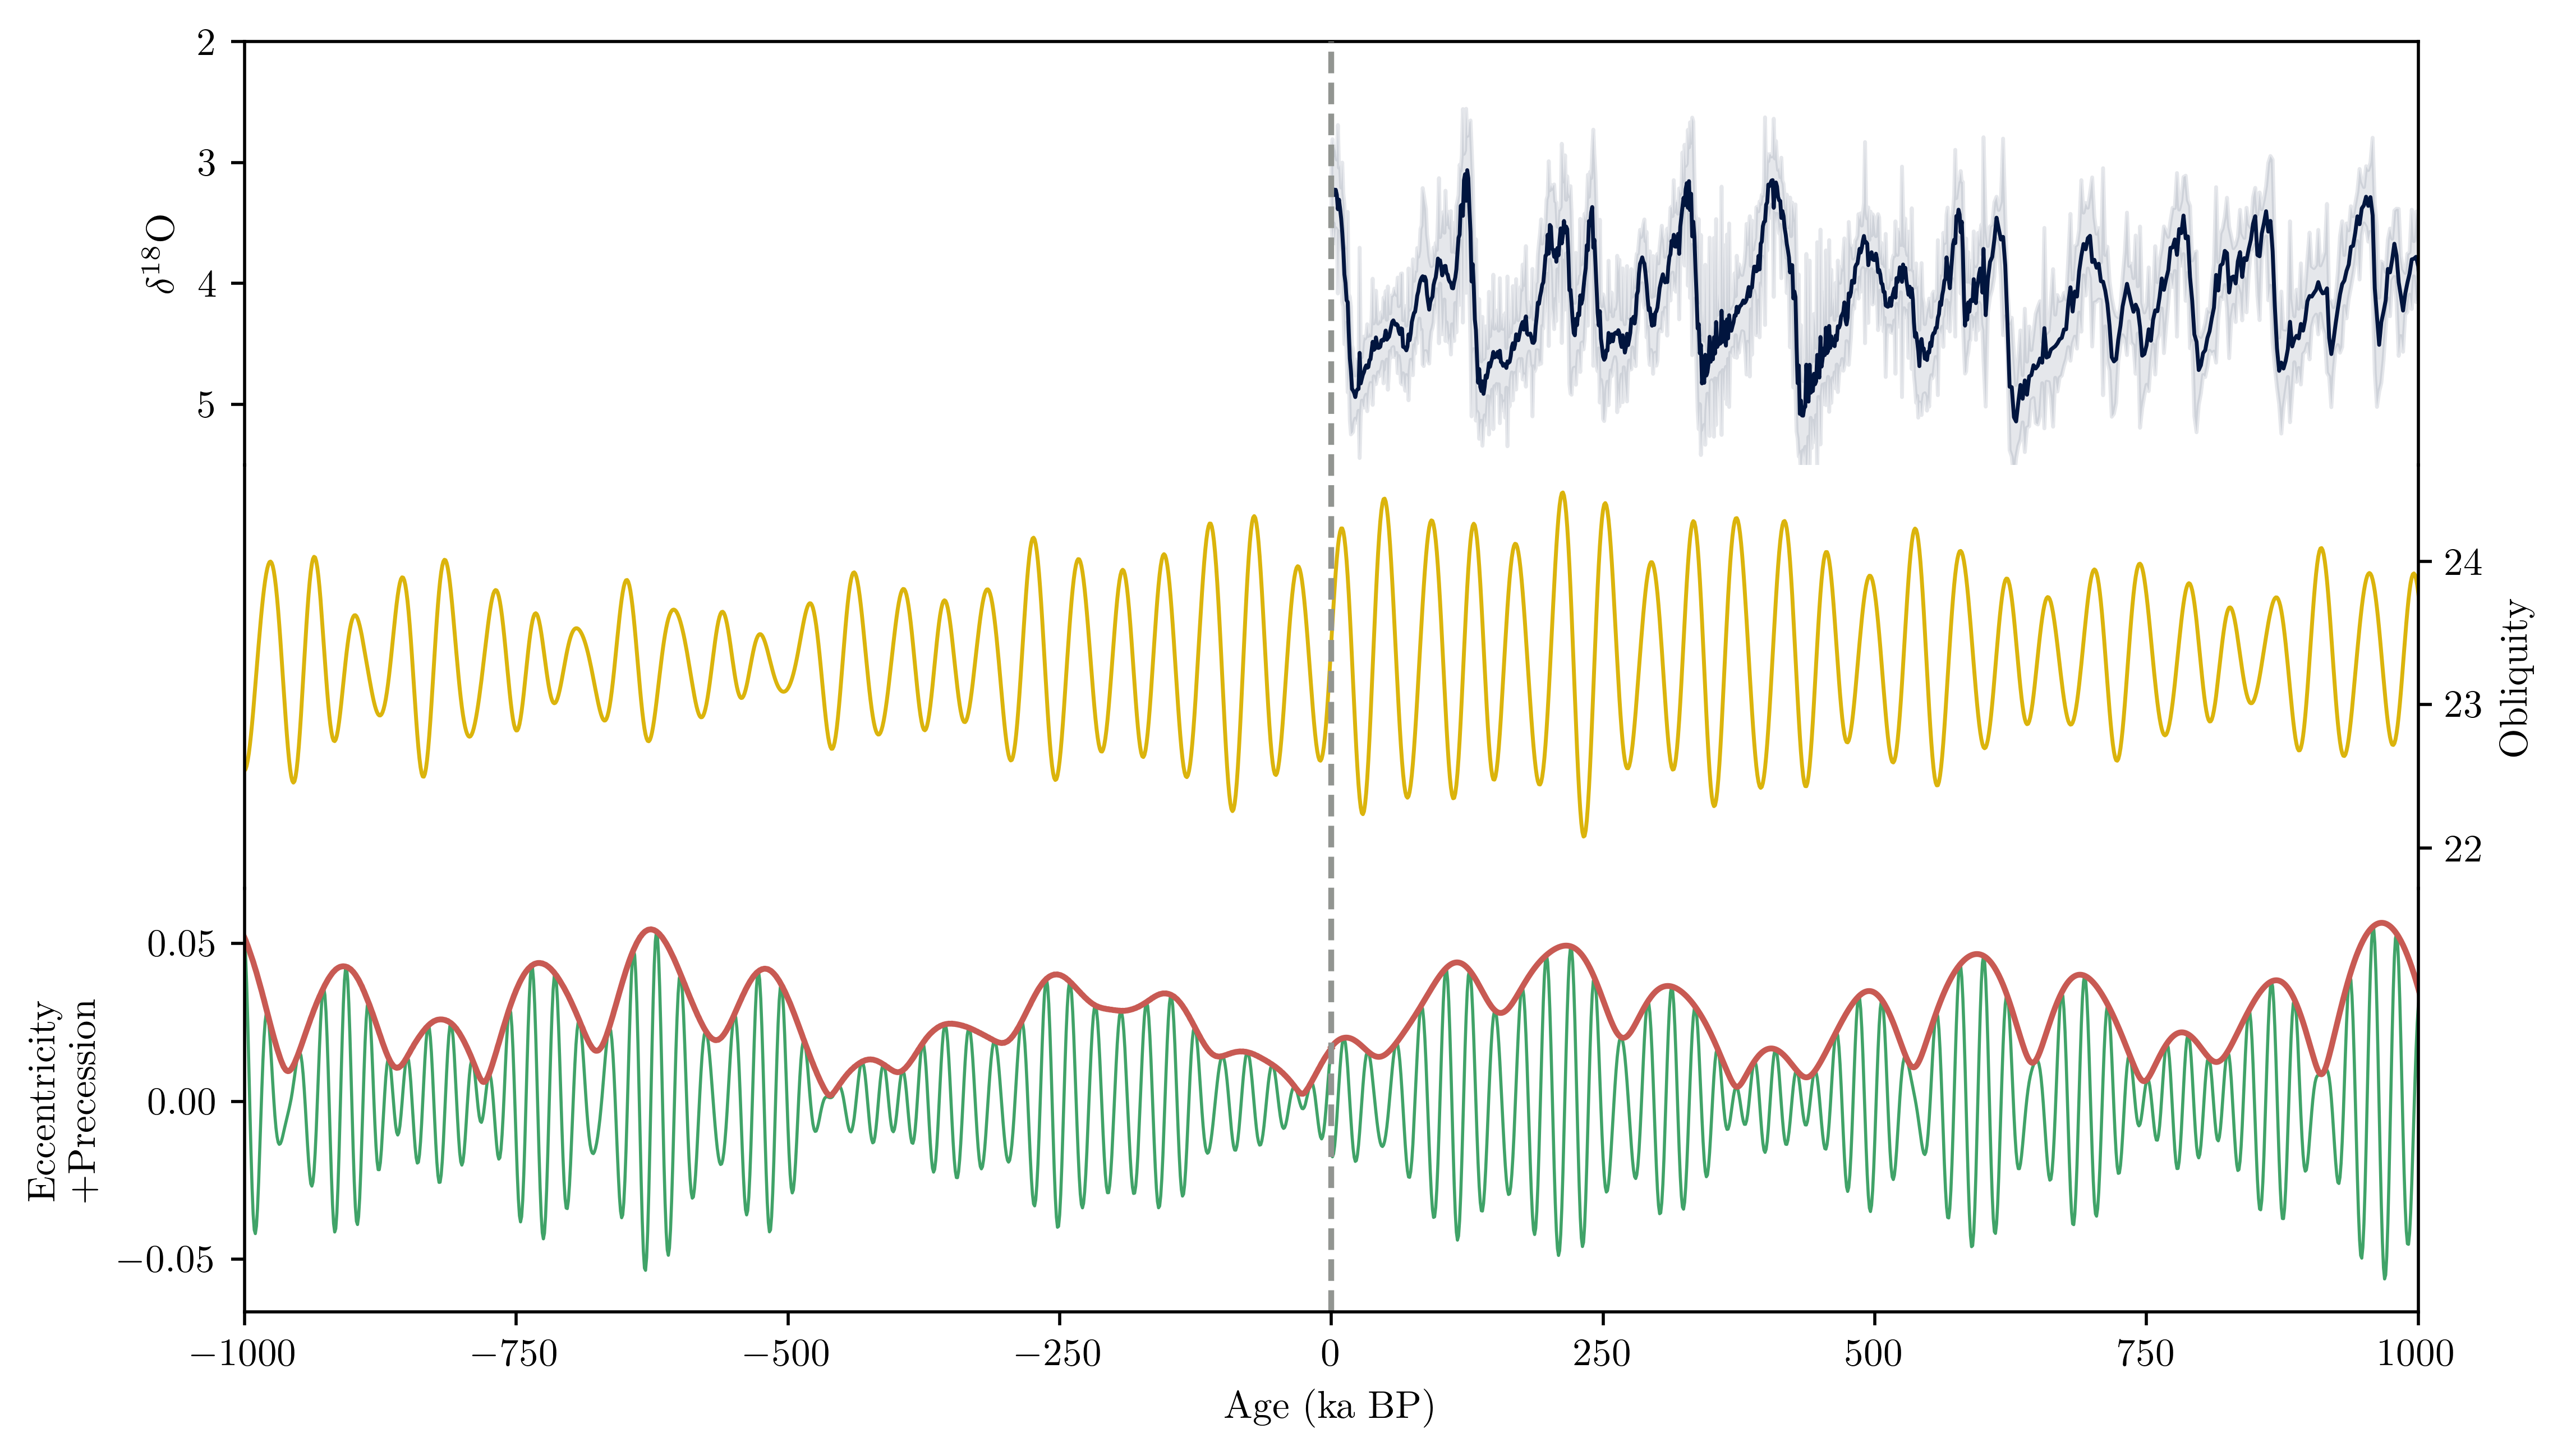 2
3
4
5
δ¹⁸O
24
23
22
Obliquity
0.05
0.00
−0.05
Eccentricity
+Precession
−1000 −750 −500 −250 0 250 500 750 1000
Age (ka BP)